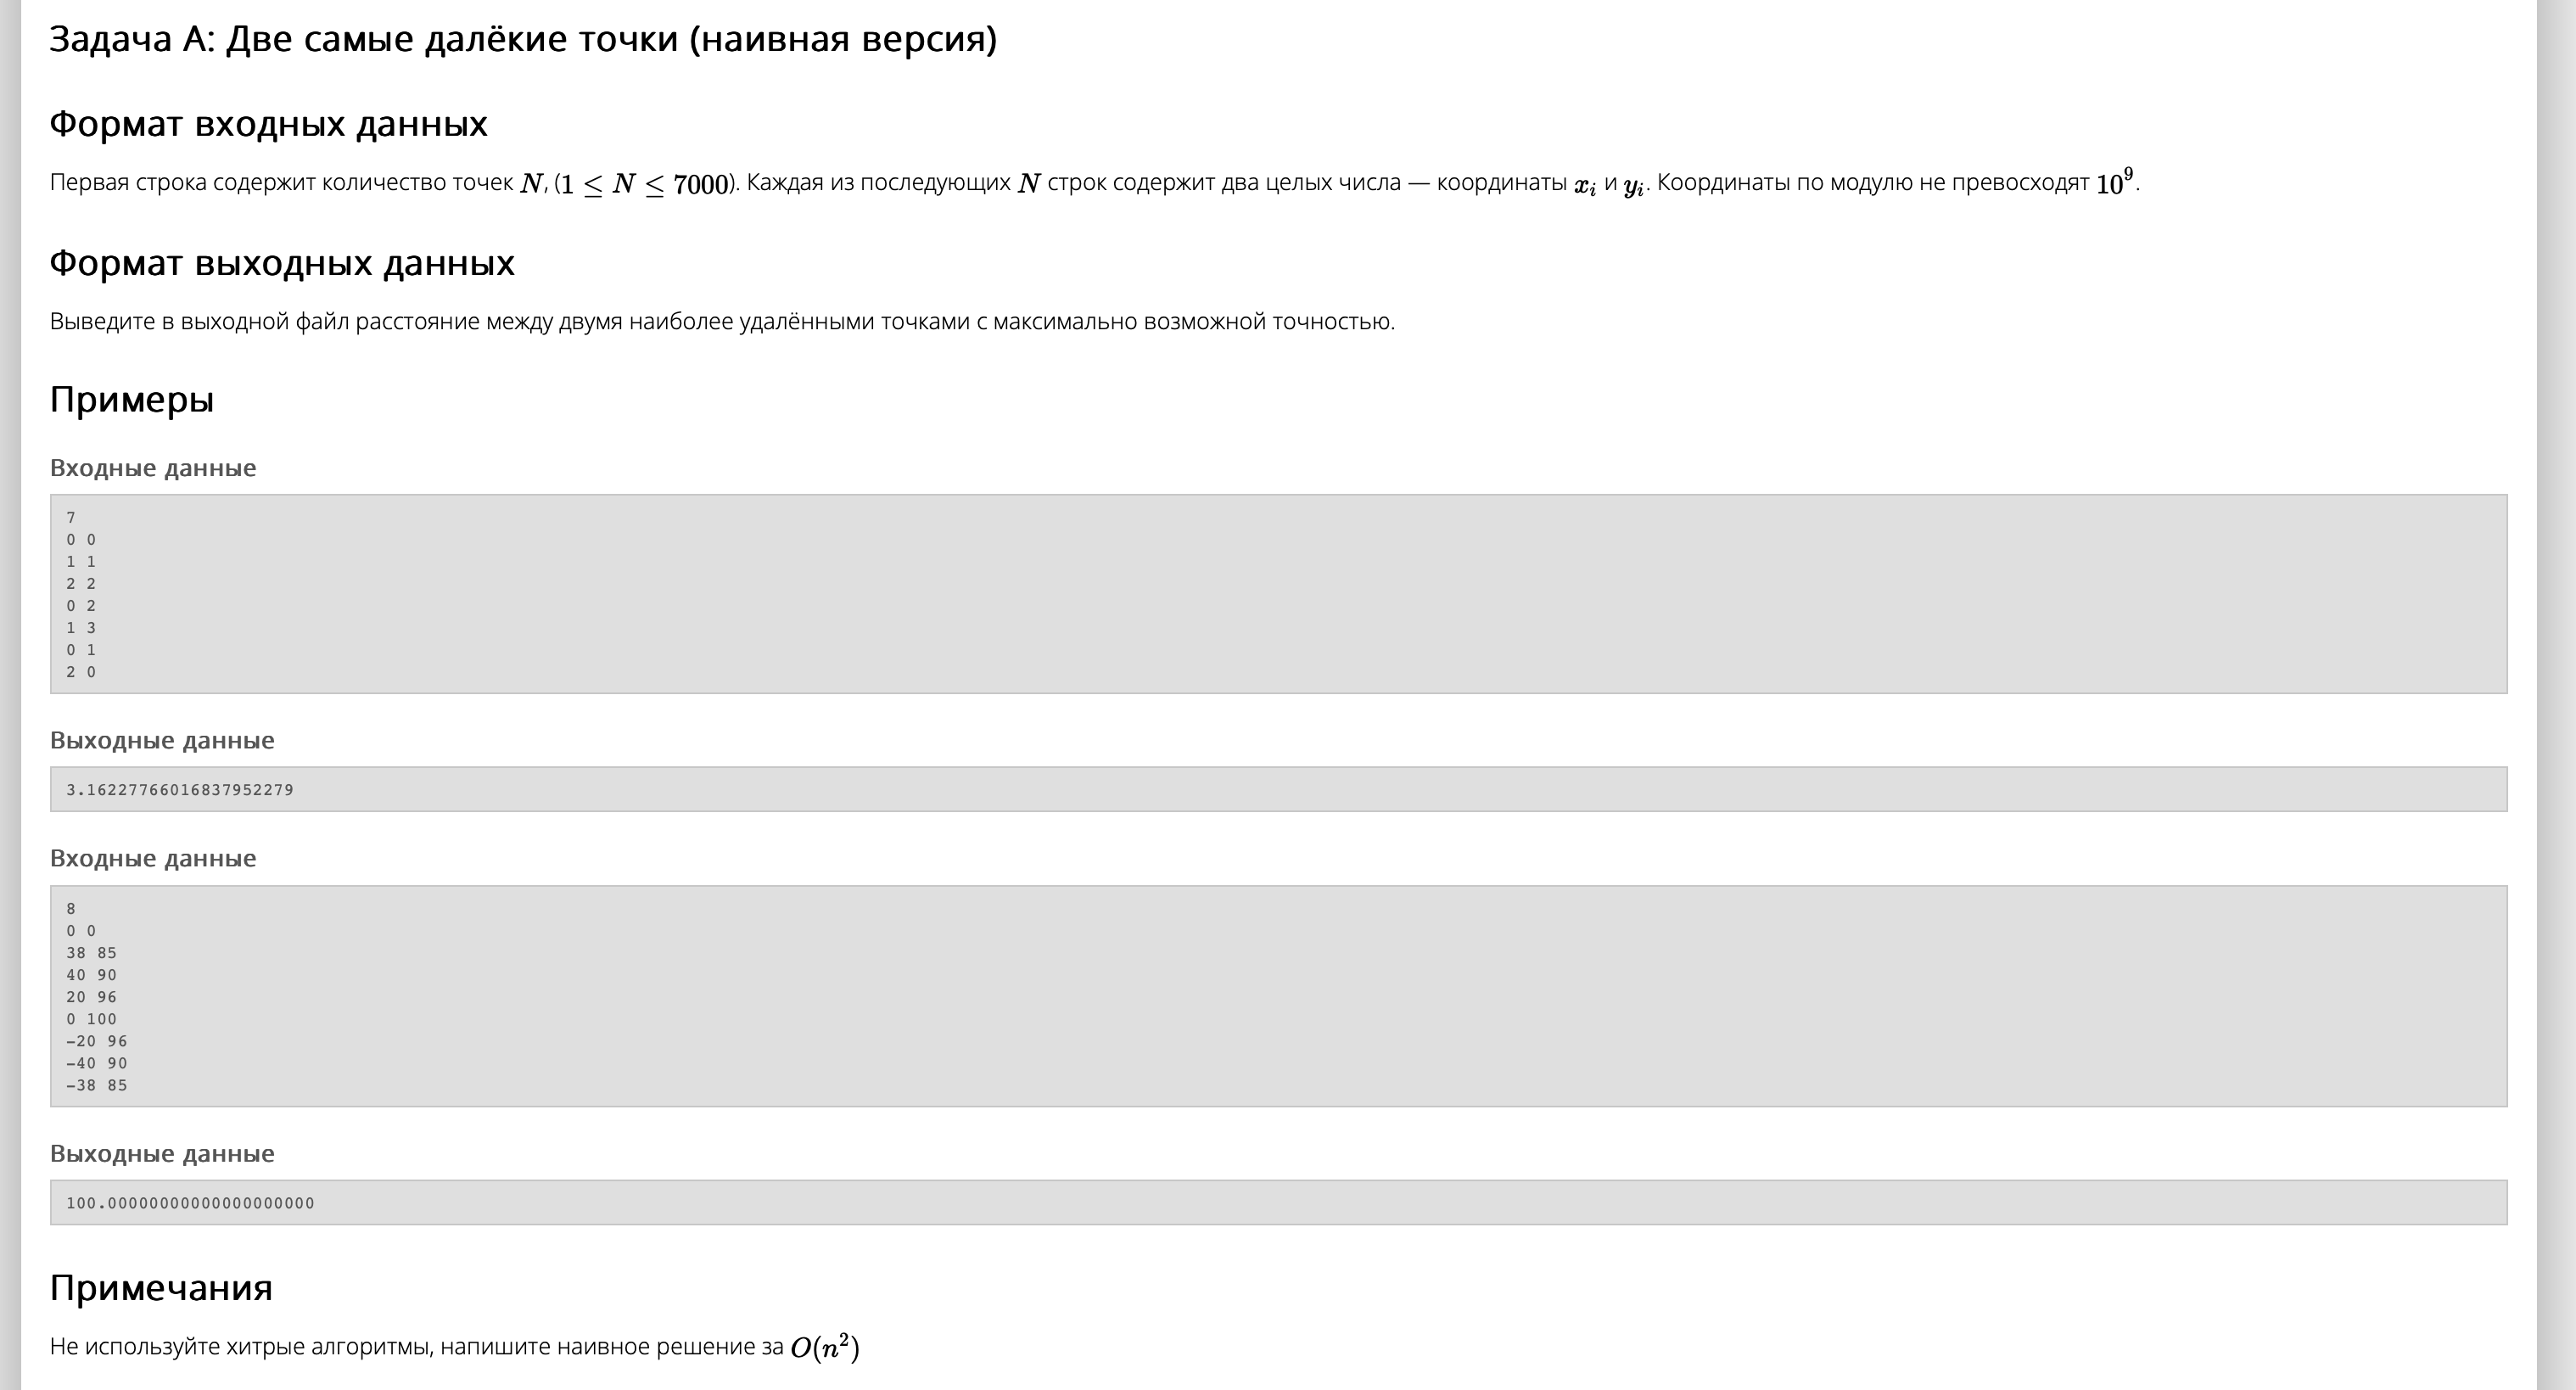 Задача A: Две самые далёкие точки (наивная версия)
Формат входных данных
Первая строка содержит количество точек N, (1 ≤ N ≤ 7000). Каждая из последующих N строк содержит два целых числа — координаты x_i и y_i. Координаты по модулю не превосходят 10^9.
Формат выходных данных
Выведите в выходной файл расстояние между двумя наиболее удалёнными точками с максимально возможной точностью.
Примеры
Входные данные
7
0 0
1 1
2 2
0 2
1 3
0 1
2 0
Выходные данные
3.16227766016837952279
Входные данные
8
0 0
38 85
40 90
20 96
0 100
-20 96
-40 90
-38 85
Выходные данные
100.00000000000000000000
Примечания
Не используйте хитрые алгоритмы, напишите наивное решение за O(n^2)